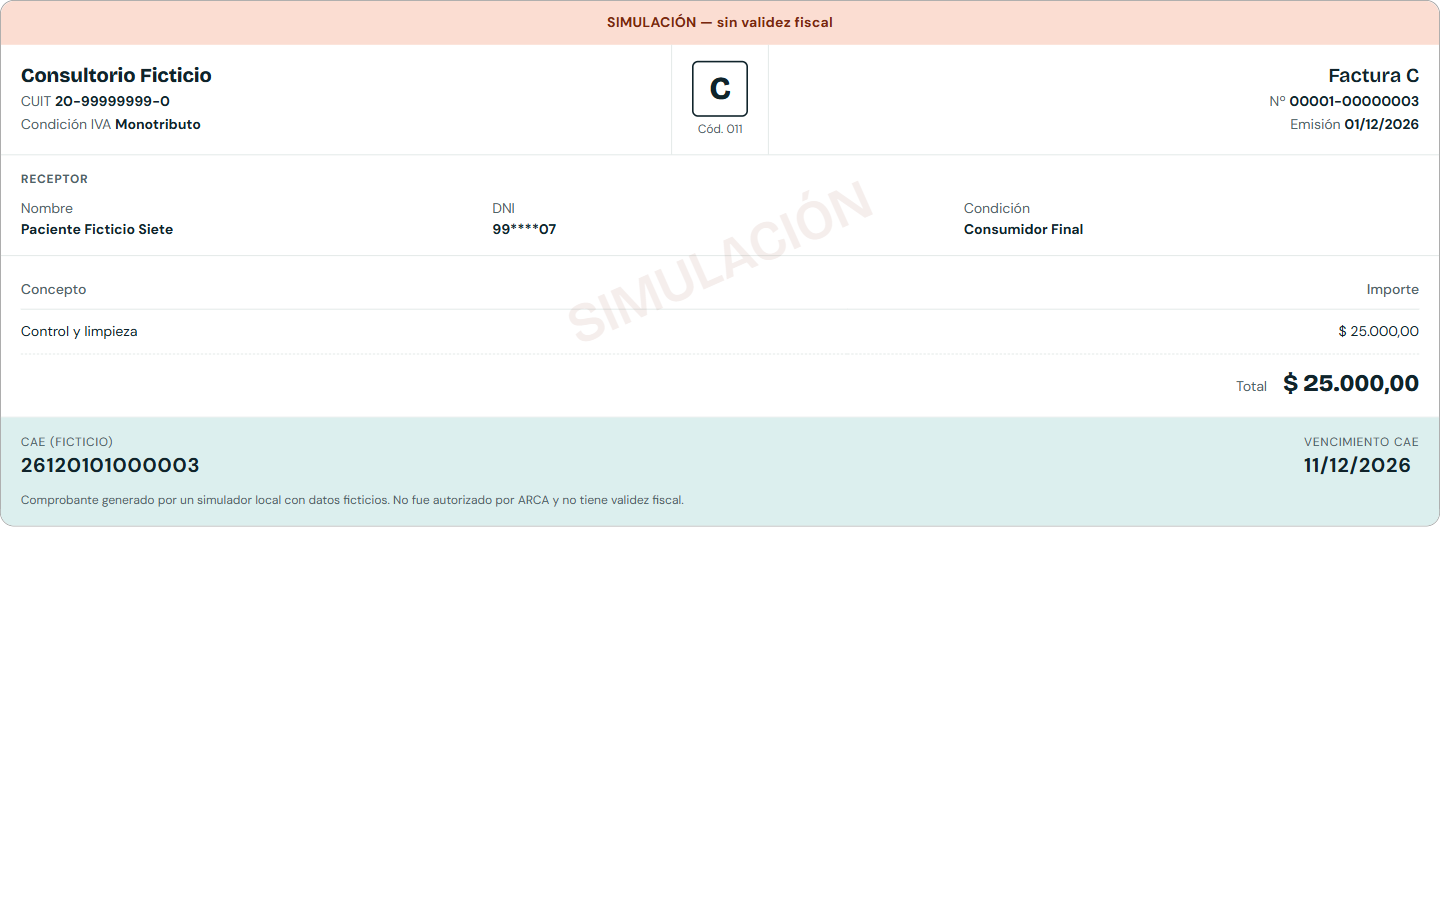 SIMULACIÓN — sin validez fiscal
Consultorio Ficticio
CUIT 20-99999999-0
Condición IVA Monotributo
C
Cód. 011
Factura C
Nº 00001-00000003
Emisión 01/12/2026
RECEPTOR
Nombre
Paciente Ficticio Siete
DNI
99****07
Condición
Consumidor Final
SIMULACIÓN
Concepto Importe
Control y limpieza $ 25.000,00
Total $ 25.000,00
CAE (FICTICIO)
26120101000003
VENCIMIENTO CAE
11/12/2026
Comprobante generado por un simulador local con datos ficticios. No fue autorizado por ARCA y no tiene validez fiscal.